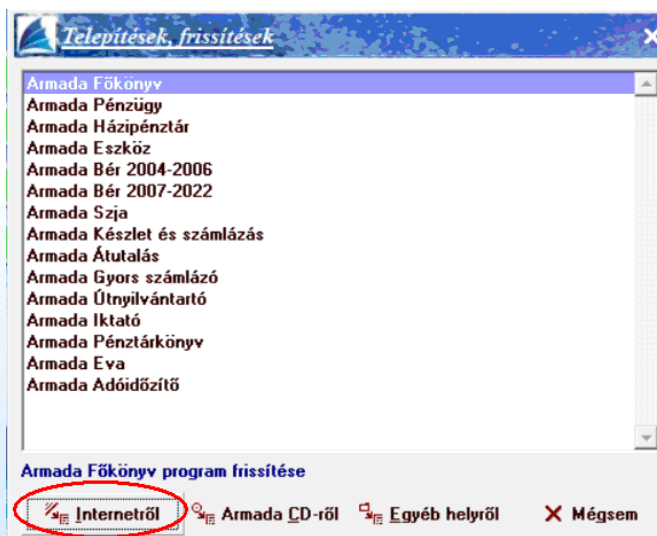 Telepítések, frissítések
Armada Főkönyv
Armada Pénzügy
Armada Házipénztár
Armada Eszköz
Armada Bér 2004-2006
Armada Bér 2007-2022
Armada Szja
Armada Készlet és számlázás
Armada Átutalás
Armada Gyors számlázó
Armada Útnyilvántartó
Armada Iktató
Armada Pénztárkönyv
Armada Eva
Armada Adóidőzítő
Armada Főkönyv program frissítése
Internetről Armada CD-ről Egyéb helyről Mégsem